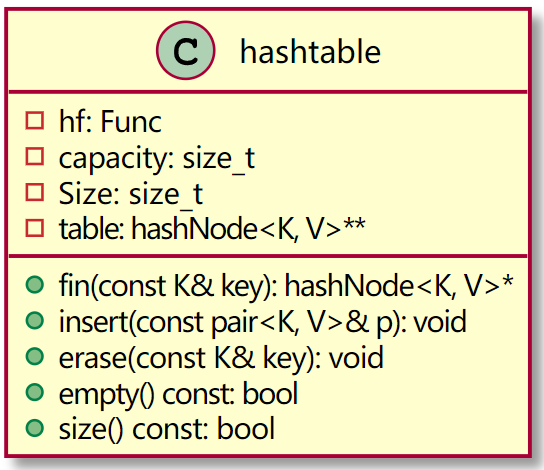 C hashtable
hf: Func
capacity: size_t
Size: size_t
table: hashNode<K, V>**
fin(const K& key): hashNode<K, V>*
insert(const pair<K, V>& p): void
erase(const K& key): void
empty() const: bool
size() const: bool